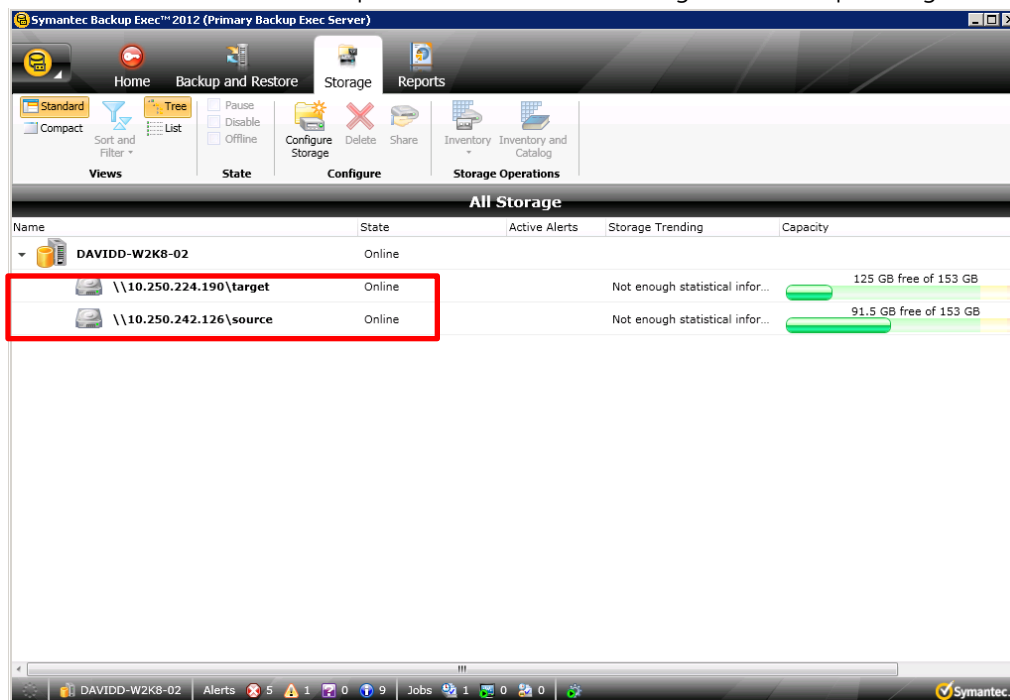 Symantec Backup Exec™ 2012 (Primary Backup Exec Server)
Home Backup and Restore Storage Reports
Standard
Compact
Sort and
Filter
Tree
List
Views
Pause
Disable
Offline
State
Configure
Storage
Delete
Share
Configure
Inventory
Inventory and
Catalog
Storage Operations
All Storage
Name State Active Alerts Storage Trending Capacity
DAVIDD-W2K8-02 Online
\\10.250.224.190\target Online Not enough statistical infor... 125 GB free of 153 GB
\\10.250.242.126\source Online Not enough statistical infor... 91.5 GB free of 153 GB
DAVIDD-W2K8-02 Alerts 5 1 0 9 Jobs 1 0 0 Symantec.